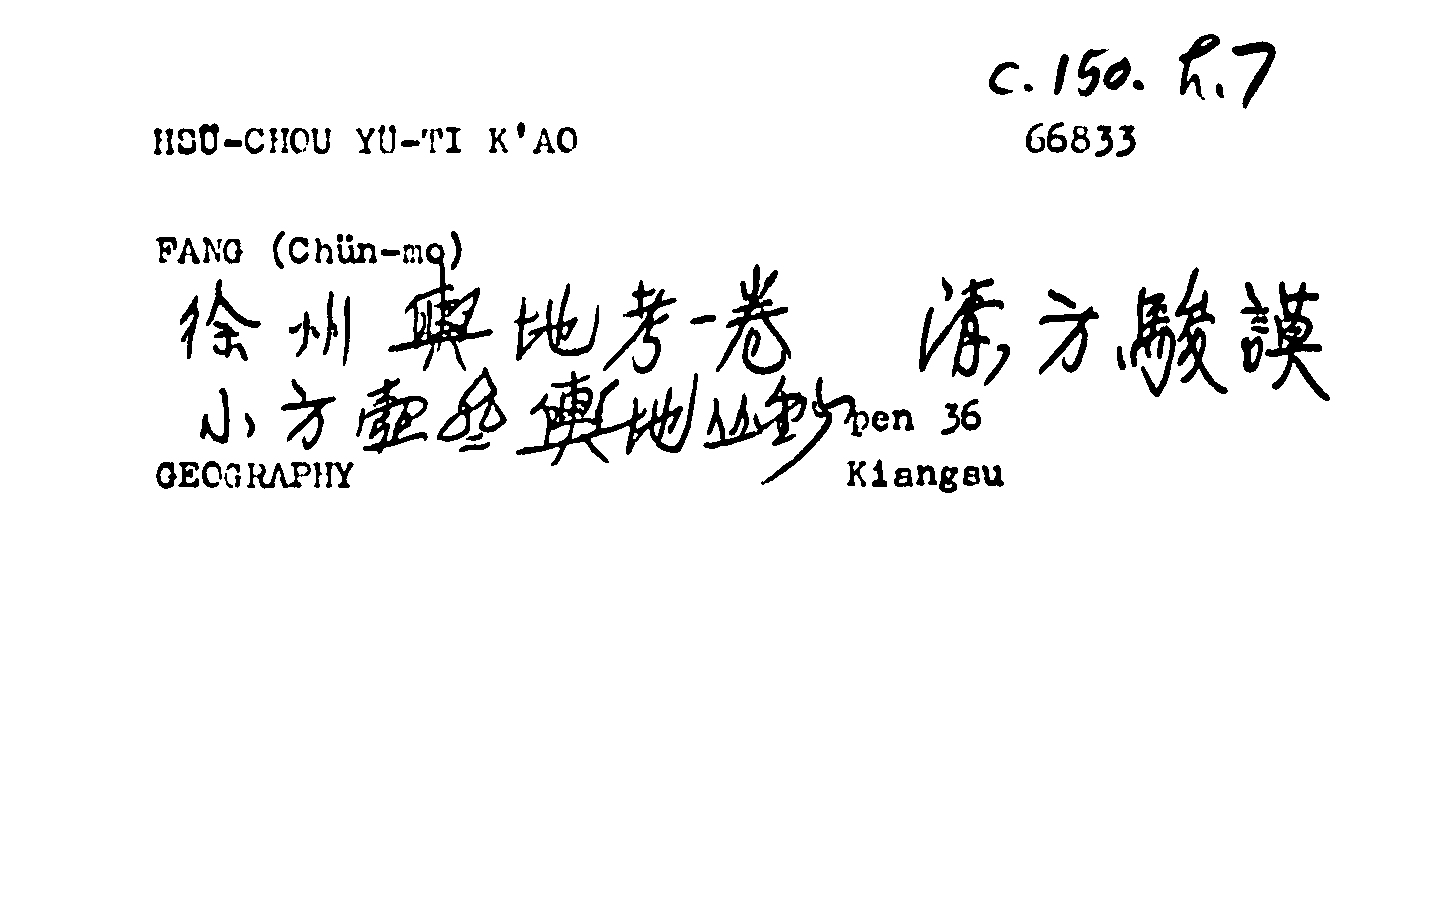 c.150. h.7
HSÜ-CHOU YÜ-TI K'AO 66833
FANG (Chün-mo)
徐州輿地考一卷 清 方駿謨
小方壺齋輿地丛鈔 pen 36
GEOGRAPHY Kiangsu